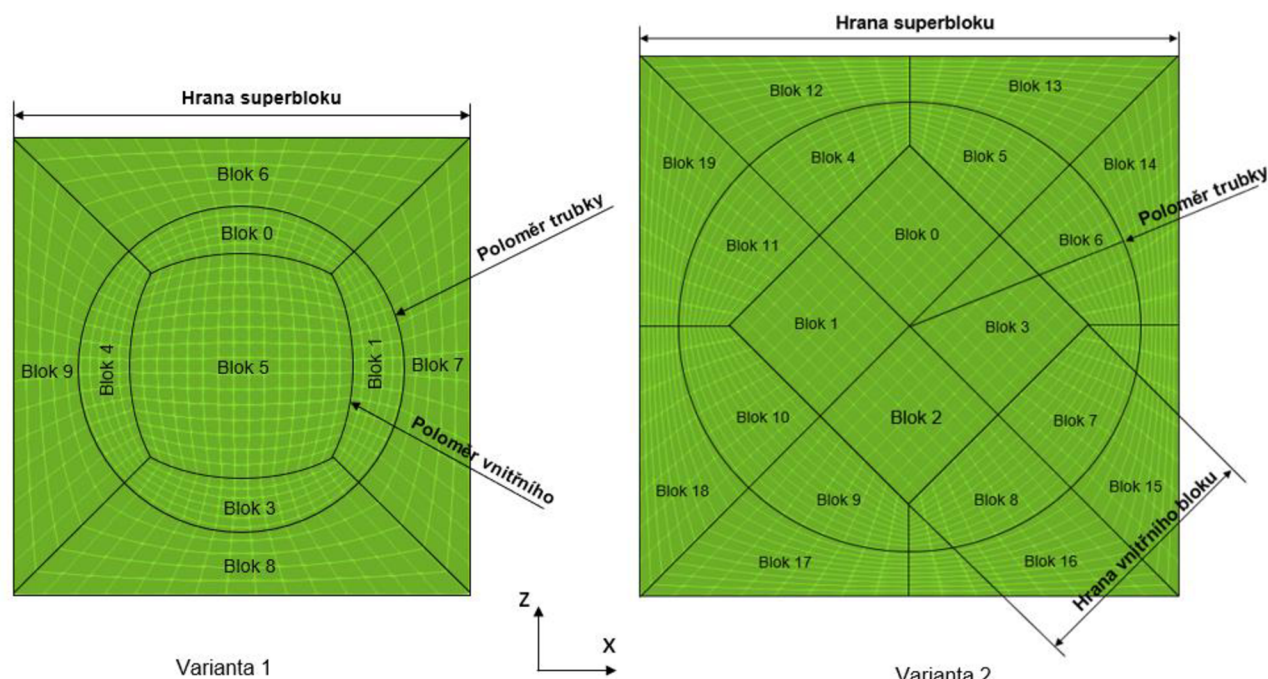 Hrana superbloku
Blok 6
Blok 0
Poloměr trubky
Blok 9
Blok 4
Blok 5
Blok 1
Blok 7
Poloměr vnitřního
Blok 3
Blok 8
Varianta 1
Z
X
Hrana superbloku
Blok 12
Blok 13
Blok 19
Blok 4
Blok 5
Blok 14
Poloměr trubky
Blok 11
Blok 0
Blok 6
Blok 1
Blok 3
Blok 10
Blok 2
Blok 7
Blok 18
Blok 9
Blok 8
Blok 15
Hrana vnitřního bloku
Blok 17
Blok 16
Varianta 2